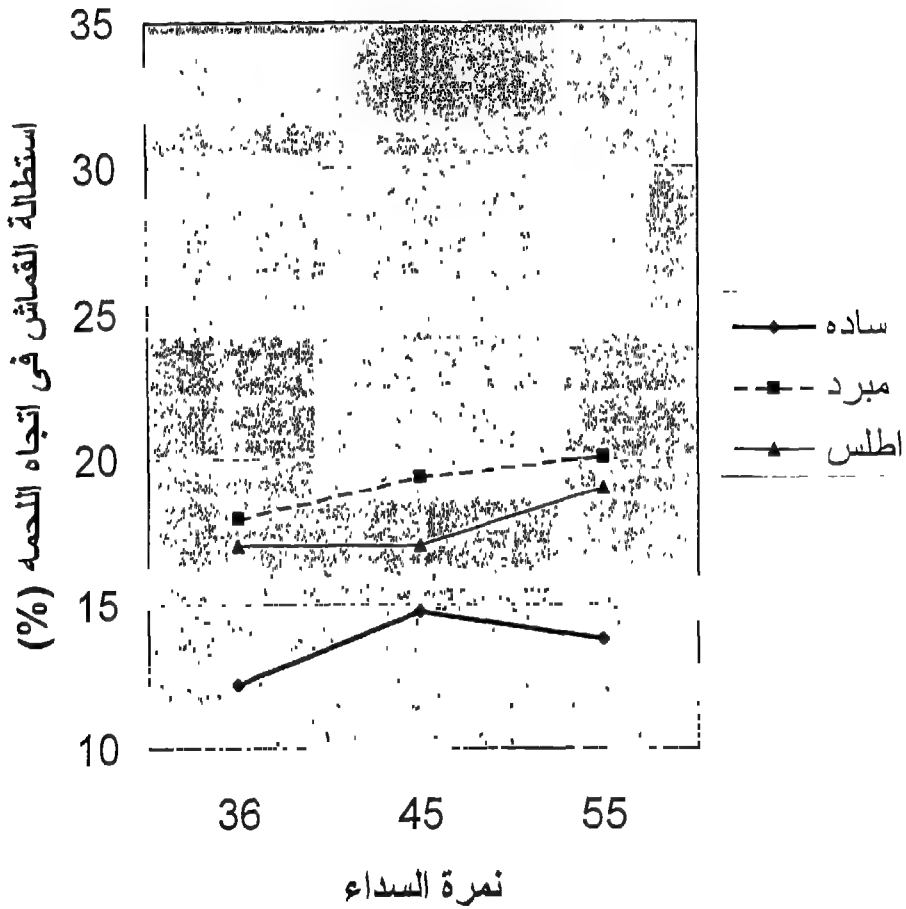 استطالة القماش فى اتجاه اللحمه (%)
35
30
25
20
15
10
36 45 55
نمرة السداء
ساده
مبرد
اطلس